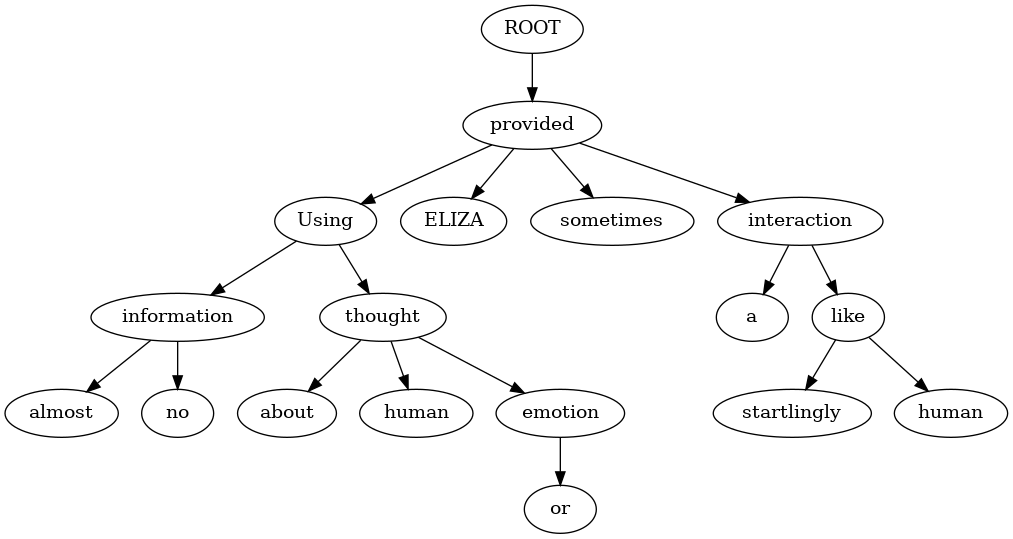 ROOT
provided
Using ELIZA sometimes interaction
information thought a like
almost no about human emotion startlingly human
or